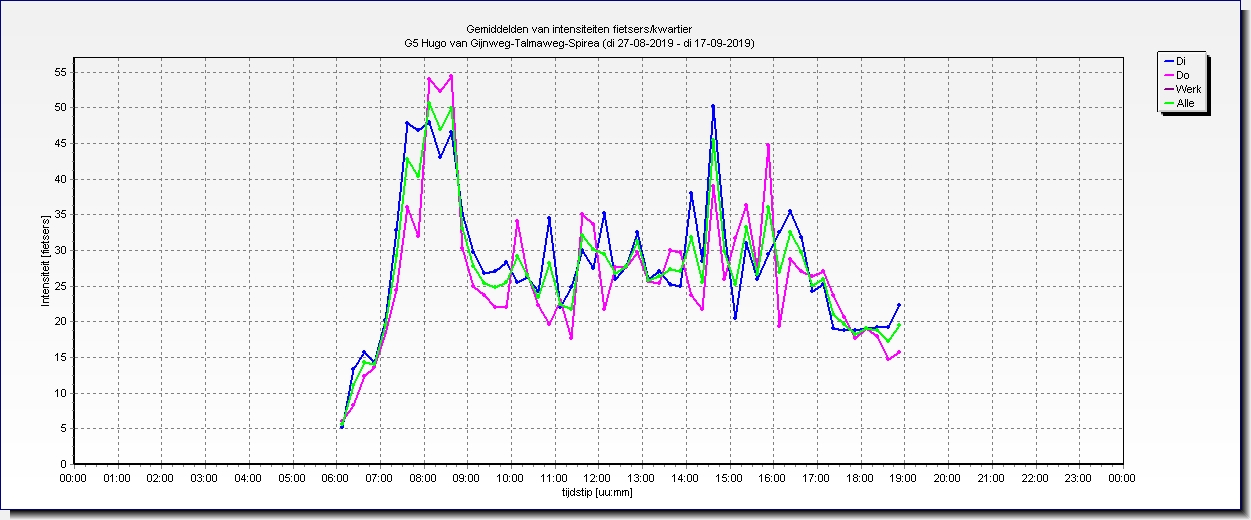 Gemiddelden van intensiteiten fietsers/kwartier
G5 Hugo van Gijnweg-Talmaweg-Spirea (di 27-08-2019 - di 17-09-2019)
Di
Do
Werk
Alle
Intensiteit [fietsers]
55
50
45
40
35
30
25
20
15
10
5
0
00:00 01:00 02:00 03:00 04:00 05:00 06:00 07:00 08:00 09:00 10:00 11:00 12:00 13:00 14:00 15:00 16:00 17:00 18:00 19:00 20:00 21:00 22:00 23:00 00:00
tijdstip [uu:mm]